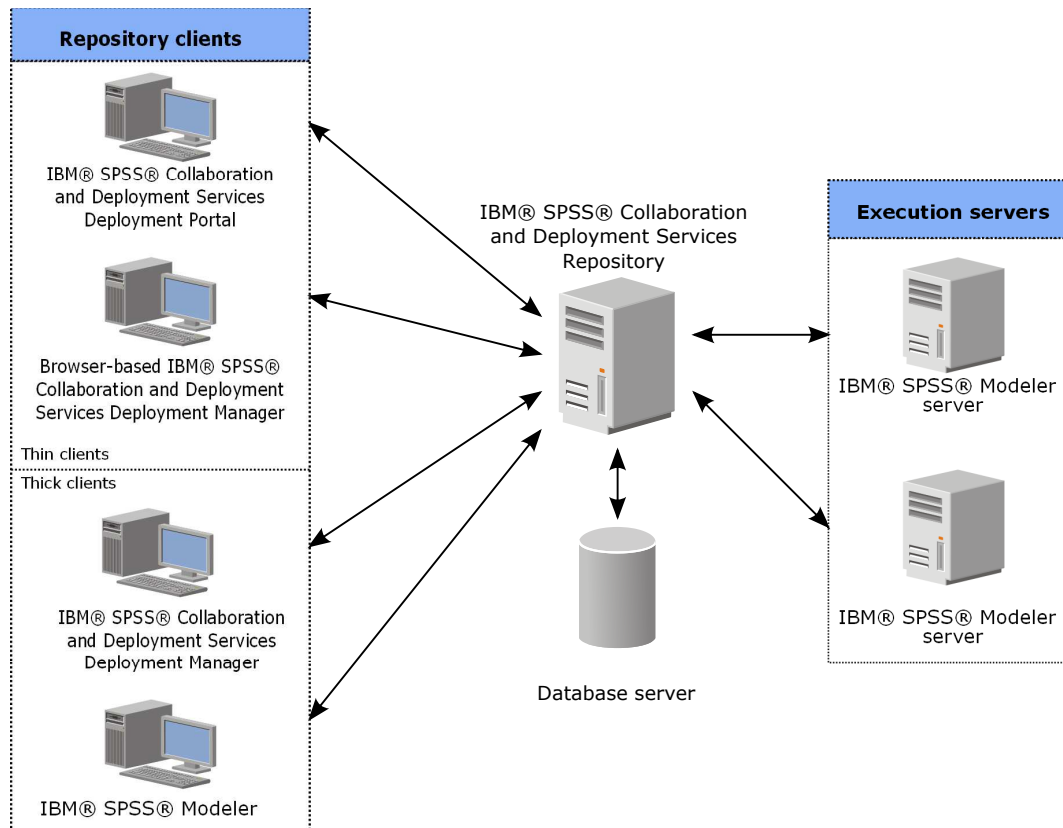 Repository clients
IBM® SPSS® Collaboration
and Deployment Services
Deployment Portal
Browser-based IBM® SPSS®
Collaboration and Deployment
Services Deployment Manager
Thin clients
Thick clients
IBM® SPSS® Collaboration
and Deployment Services
Deployment Manager
IBM® SPSS® Modeler
IBM® SPSS® Collaboration
and Deployment Services
Repository
Database server
Execution servers
IBM® SPSS® Modeler
server
IBM® SPSS® Modeler
server